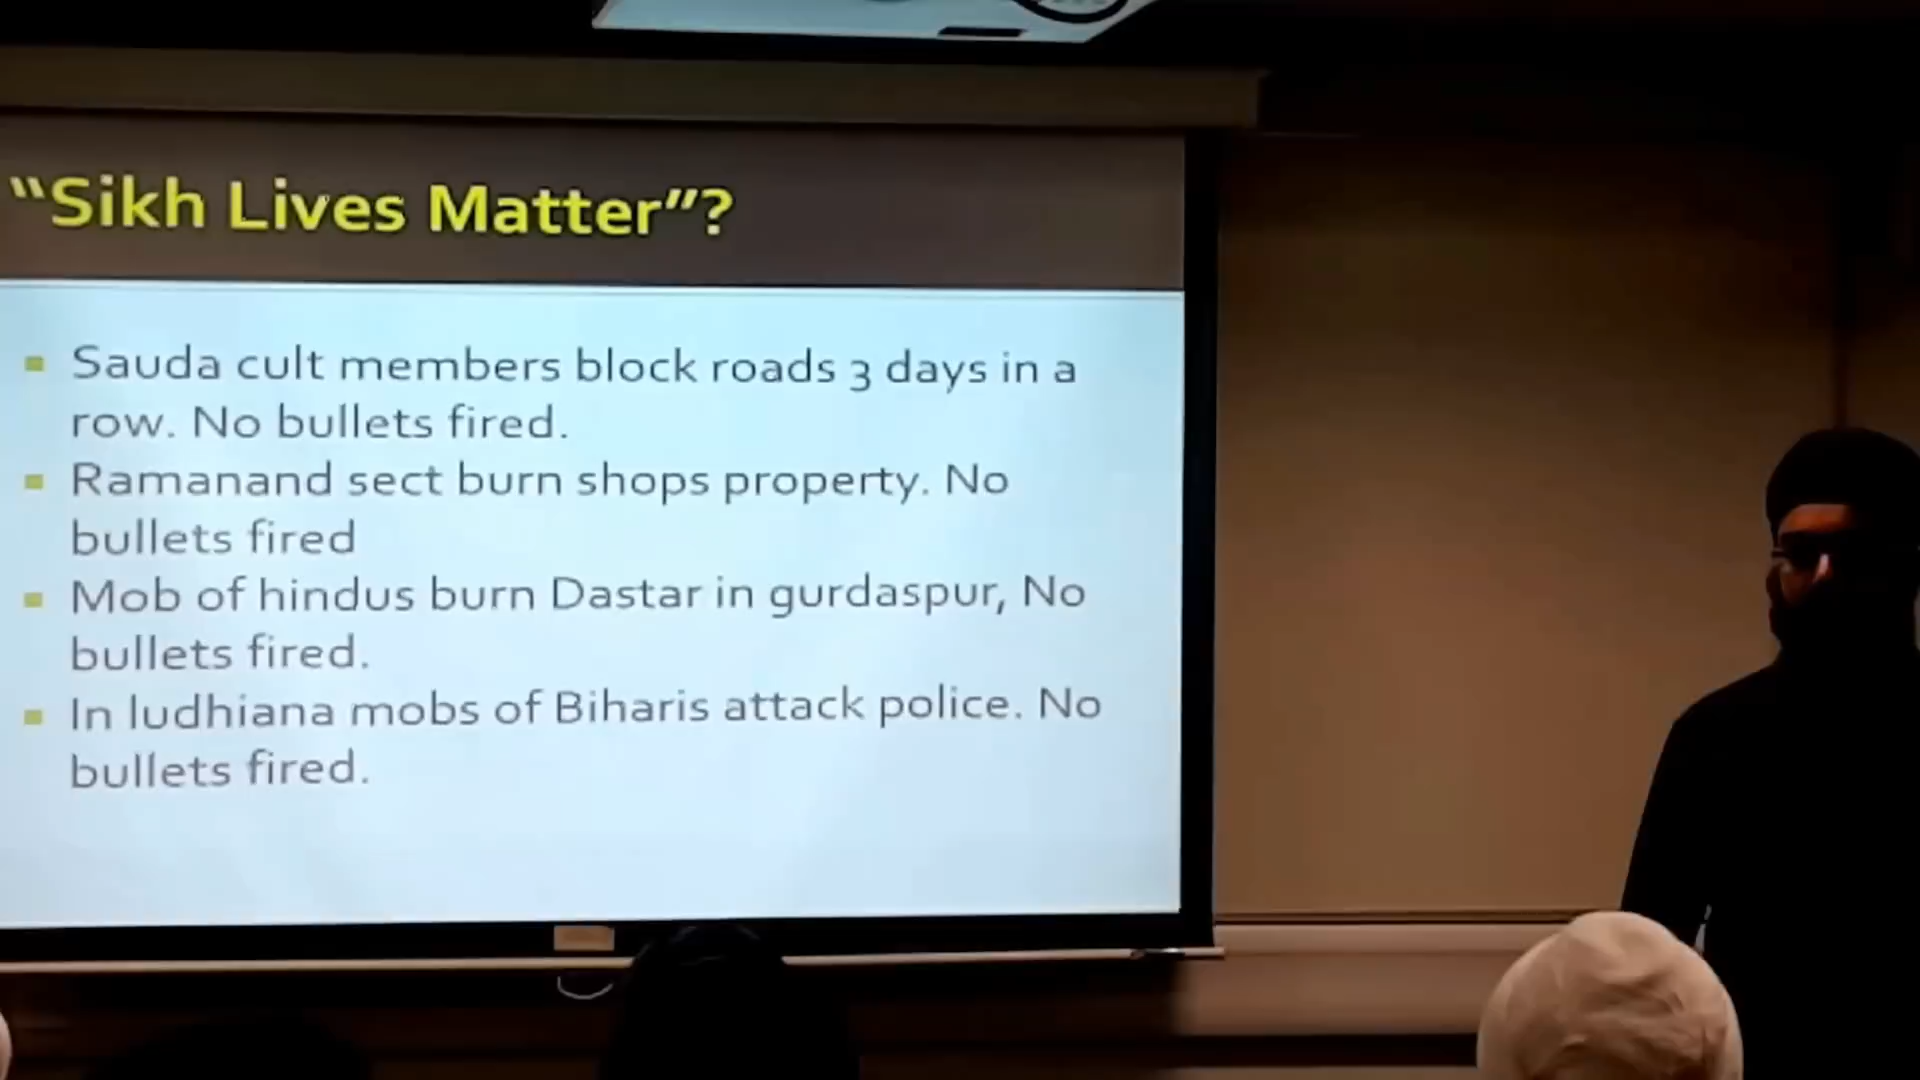 "Sikh Lives Matter"?
Sauda cult members block roads 3 days in a
row. No bullets fired.
Ramanand sect burn shops property. No
bullets fired
Mob of hindus burn Dastar in gurdaspur, No
bullets fired.
In ludhiana mobs of Biharis attack police. No
bullets fired.